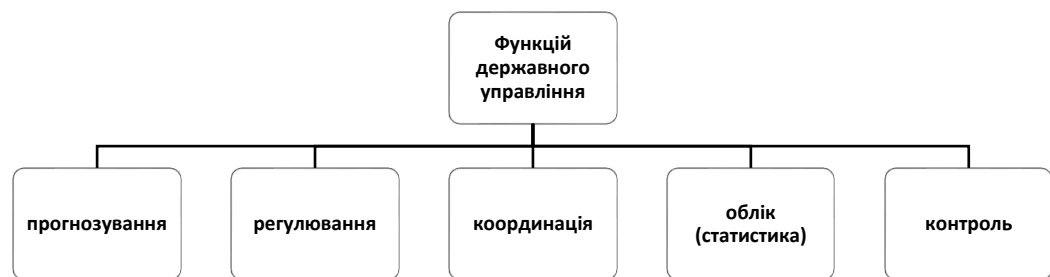 Функцій
державного
управління
прогнозування
регулювання
координація
облік
(статистика)
контроль